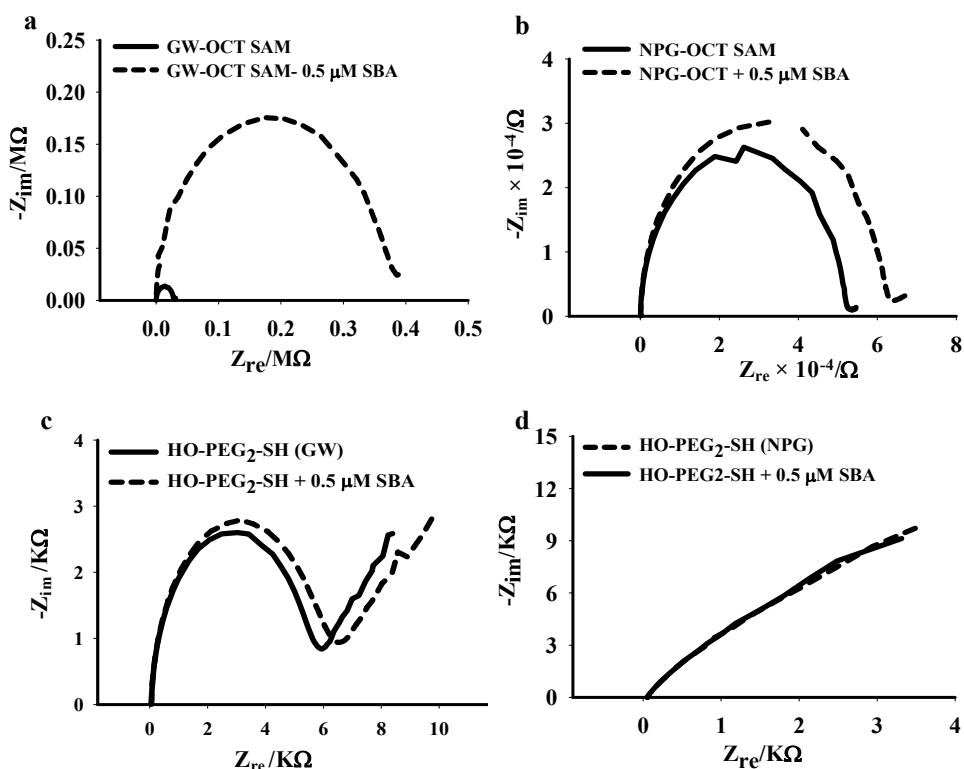 a
GW-OCT SAM
GW-OCT SAM- 0.5 μM SBA
0.25
0.20
0.15
0.10
0.05
0.00
-Zim/MΩ
0.0 0.1 0.2 0.3 0.4 0.5
Zre/MΩ
b
NPG-OCT SAM
NPG-OCT + 0.5 μM SBA
4
3
2
1
0
-Zim × 10-4/Ω
0 2 4 6 8
Zre × 10-4/Ω
c
HO-PEG2-SH (GW)
HO-PEG2-SH + 0.5 μM SBA
4
3
2
1
0
-Zim/KΩ
0 2 4 6 8 10
Zre/KΩ
d
HO-PEG2-SH (NPG)
HO-PEG2-SH + 0.5 μM SBA
15
12
9
6
3
0
-Zim/KΩ
0 1 2 3 4
Zre/KΩ